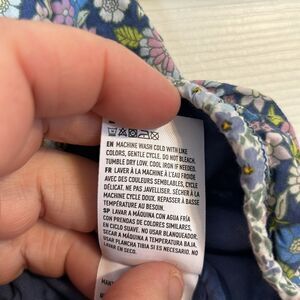 EN MACHINE WASH COLD WITH LIKE
COLORS, GENTLE CYCLE. DO NOT BLEACH.
TUMBLE DRY LOW. COOL IRON IF NEEDED.
FR LAVER À LA MACHINE À L'EAU FROIDE
AVEC DES COULEURS SEMBLABLES, CYCLE
DÉLICAT. NE PAS JAVELLISER. SÉCHER À LA
MACHINE CYCLE DOUX. REPASSER À BASSE
TEMPÉRATURE AU BESOIN.
SP LAVAR A MÁQUINA CON AGUA FRÍA
CON PRENDAS DE COLORES SIMILARES,
EN CICLO SUAVE. NO USAR BLANQUEADOR.
SECAR A MÁQUINA A TEMPERATURA BAJA.
USAR PLANCHA TIBIA SI ES NECESARIO. NO
LAVAR EN SECO.